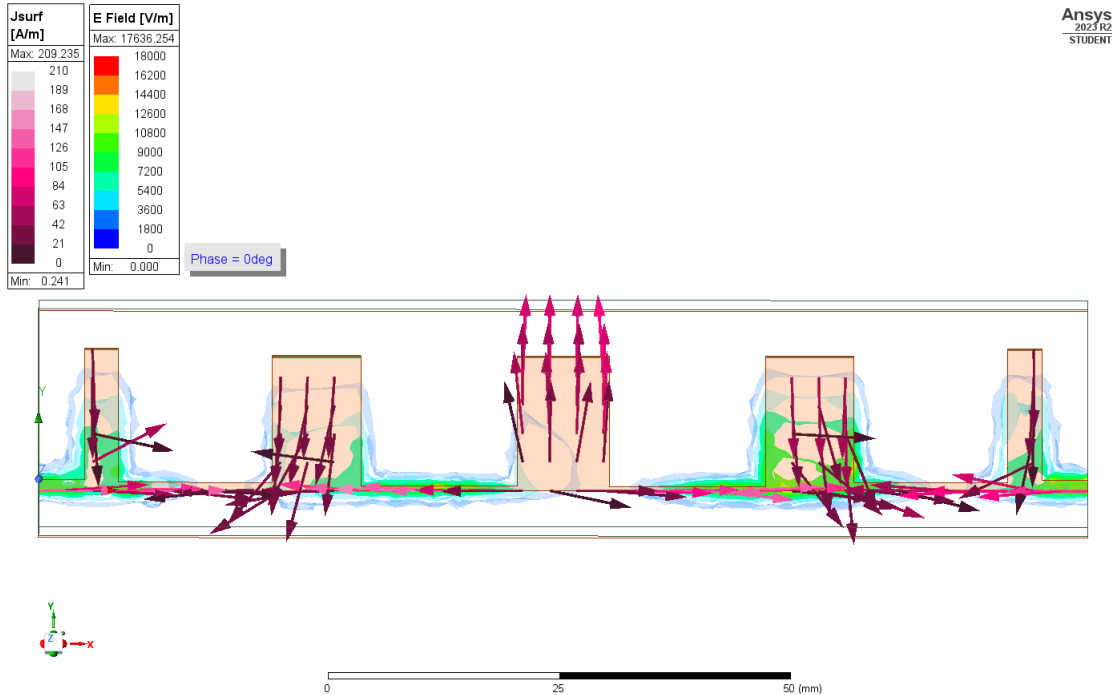 Jsurf
[A/m]
Max: 209.235
210
189
168
147
126
105
84
63
42
21
0
Min: 0.241
E Field [V/m]
Max: 17636.254
18000
16200
14400
12600
10800
9000
7200
5400
3600
1800
0
Min: 0.000
Phase = 0deg
Ansys
2023 R2
STUDENT
Y
Z
Y
Z
X
0
25
50 (mm)